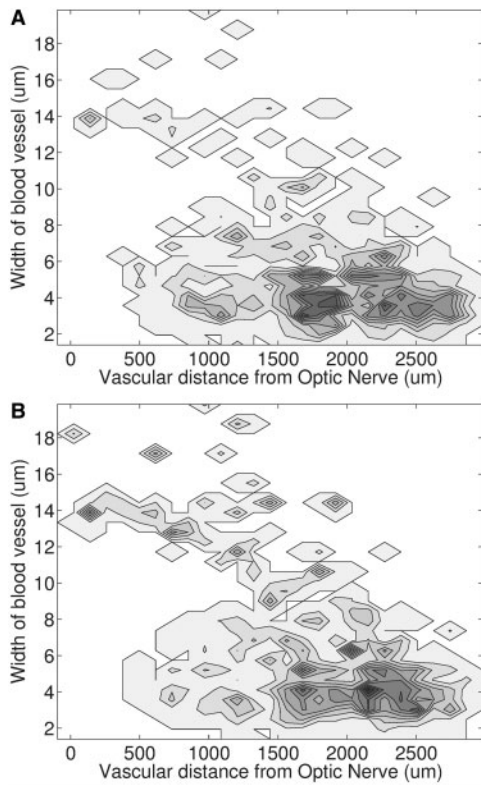 A
Width of blood vessel (um)
18
16
14
12
10
8
6
4
2
0 500 1000 1500 2000 2500
Vascular distance from Optic Nerve (um)
B
Width of blood vessel (um)
18
16
14
12
10
8
6
4
2
0 500 1000 1500 2000 2500
Vascular distance from Optic Nerve (um)